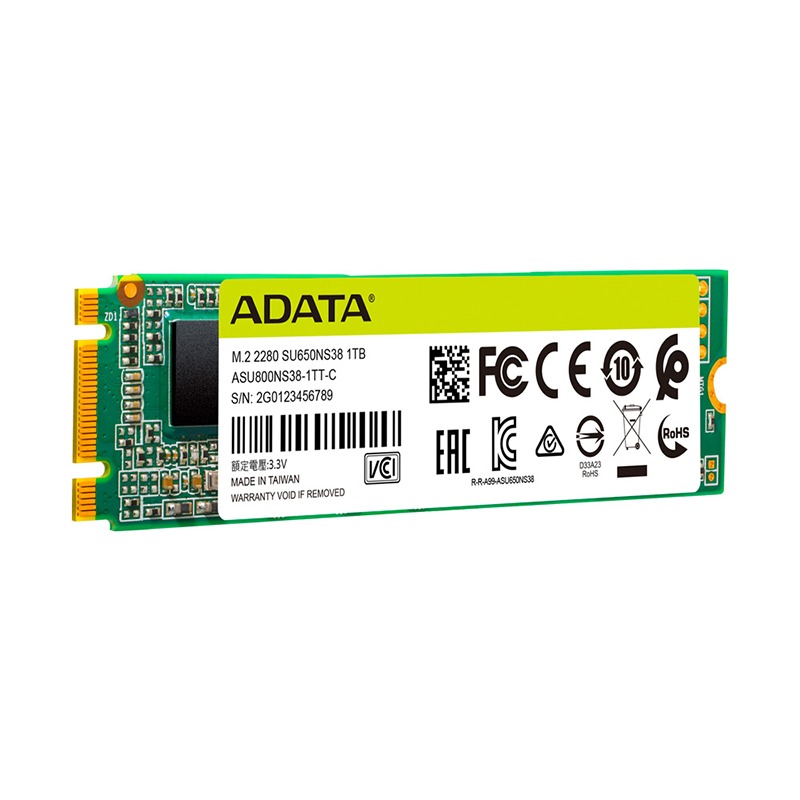 ADATA®
M.2 2280 SU650NS38 1TB
ASU800NS38-1TT-C
S/N: 2G0123456789
額定電壓:3.3V
MADE IN TAIWAN
WARRANTY VOID IF REMOVED
VCI
FC CE 10
EAC
R-R-A99-ASU650NS38
D33A23
RoHS
RoHS
ZD1